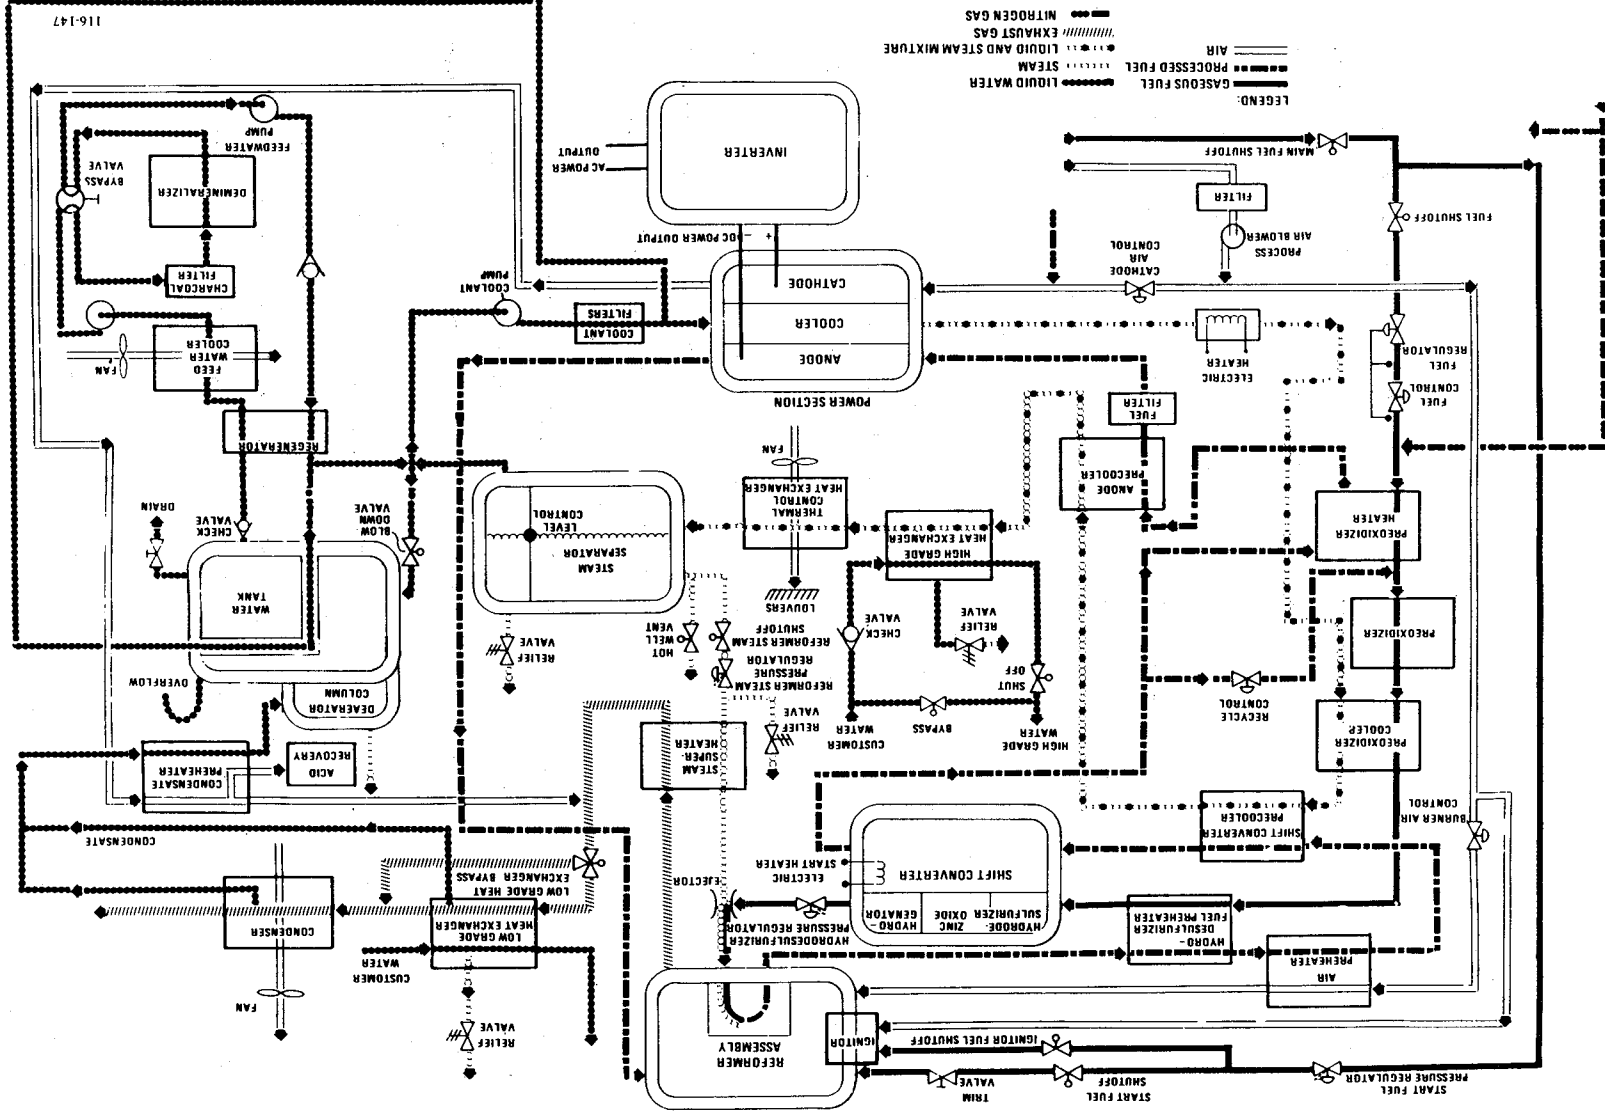 START FUEL
PRESSURE REGULATOR
START FUEL
SHUTOFF
TRIM
VALVE
IGNITOR FUEL SHUTOFF
IGNITOR
REFORMER
ASSEMBLY
RELIEF
VALVE
FAN
AIR
PREHEATER
HYDRO-
DESULFURIZER
FUEL PREHEATER
HYDRODESULFURIZER
PRESSURE REGULATOR
CUSTOMER
WATER
LOW GRADE
HEAT EXCHANGER
CONDENSER
HYDRODE-
SULFURIZER
ZINC
OXIDE
HYDRO-
GENATOR
SHIFT CONVERTER
ELECTRIC
START HEATER
EJECTOR
LOW GRADE HEAT
EXCHANGER BYPASS
CONDENSATE
BURNER AIR
CONTROL
SHIFT CONVERTER
PRECOOLER
PREOXIDIZER
COOLER
STEAM
SUPER-
HEATER
CONDENSATE
PREHEATER
ACID
RECOVERY
HIGH GRADE
WATER
BYPASS
CUSTOMER
WATER
RELIEF
VALVE
RECYCLE
CONTROL
SHUT
OFF
REFORMER STEAM
PRESSURE
REGULATOR
REFORMER STEAM
SHUTOFF
HOT
WELL
VENT
DEAERATOR
COLUMN
OVERFLOW
PREOXIDIZER
RELIEF
VALVE
CHECK
VALVE
LOUVERS
RELIEF
VALVE
WATER
TANK
PREOXIDIZER
HEATER
HIGH GRADE
HEAT EXCHANGER
THERMAL
CONTROL
HEAT EXCHANGER
STEAM
SEPARATOR
LEVEL
CONTROL
BLOW
DOWN
VALVE
CHECK
VALVE
DRAIN
ANODE
PRECOOLER
FAN
REGENERATOR
FUEL
CONTROL
FUEL
REGULATOR
FUEL
FILTER
POWER SECTION
ANODE
COOLER
CATHODE
ELECTRIC
HEATER
COOLANT
FILTERS
COOLANT
PUMP
FEED
WATER
COOLER
FAN
CATHODE
AIR
CONTROL
PROCESS
AIR BLOWER
FILTER
FUEL SHUTOFF
+
–
DC POWER OUTPUT
CHARCOAL
FILTER
DEMINERALIZER
BYPASS
VALVE
MAIN FUEL SHUTOFF
INVERTER
AC POWER
OUTPUT
FEEDWATER
PUMP
LEGEND:
GASEOUS FUEL
PROCESSED FUEL
AIR
LIQUID WATER
STEAM
LIQUID AND STEAM MIXTURE
EXHAUST GAS
NITROGEN GAS
116-147